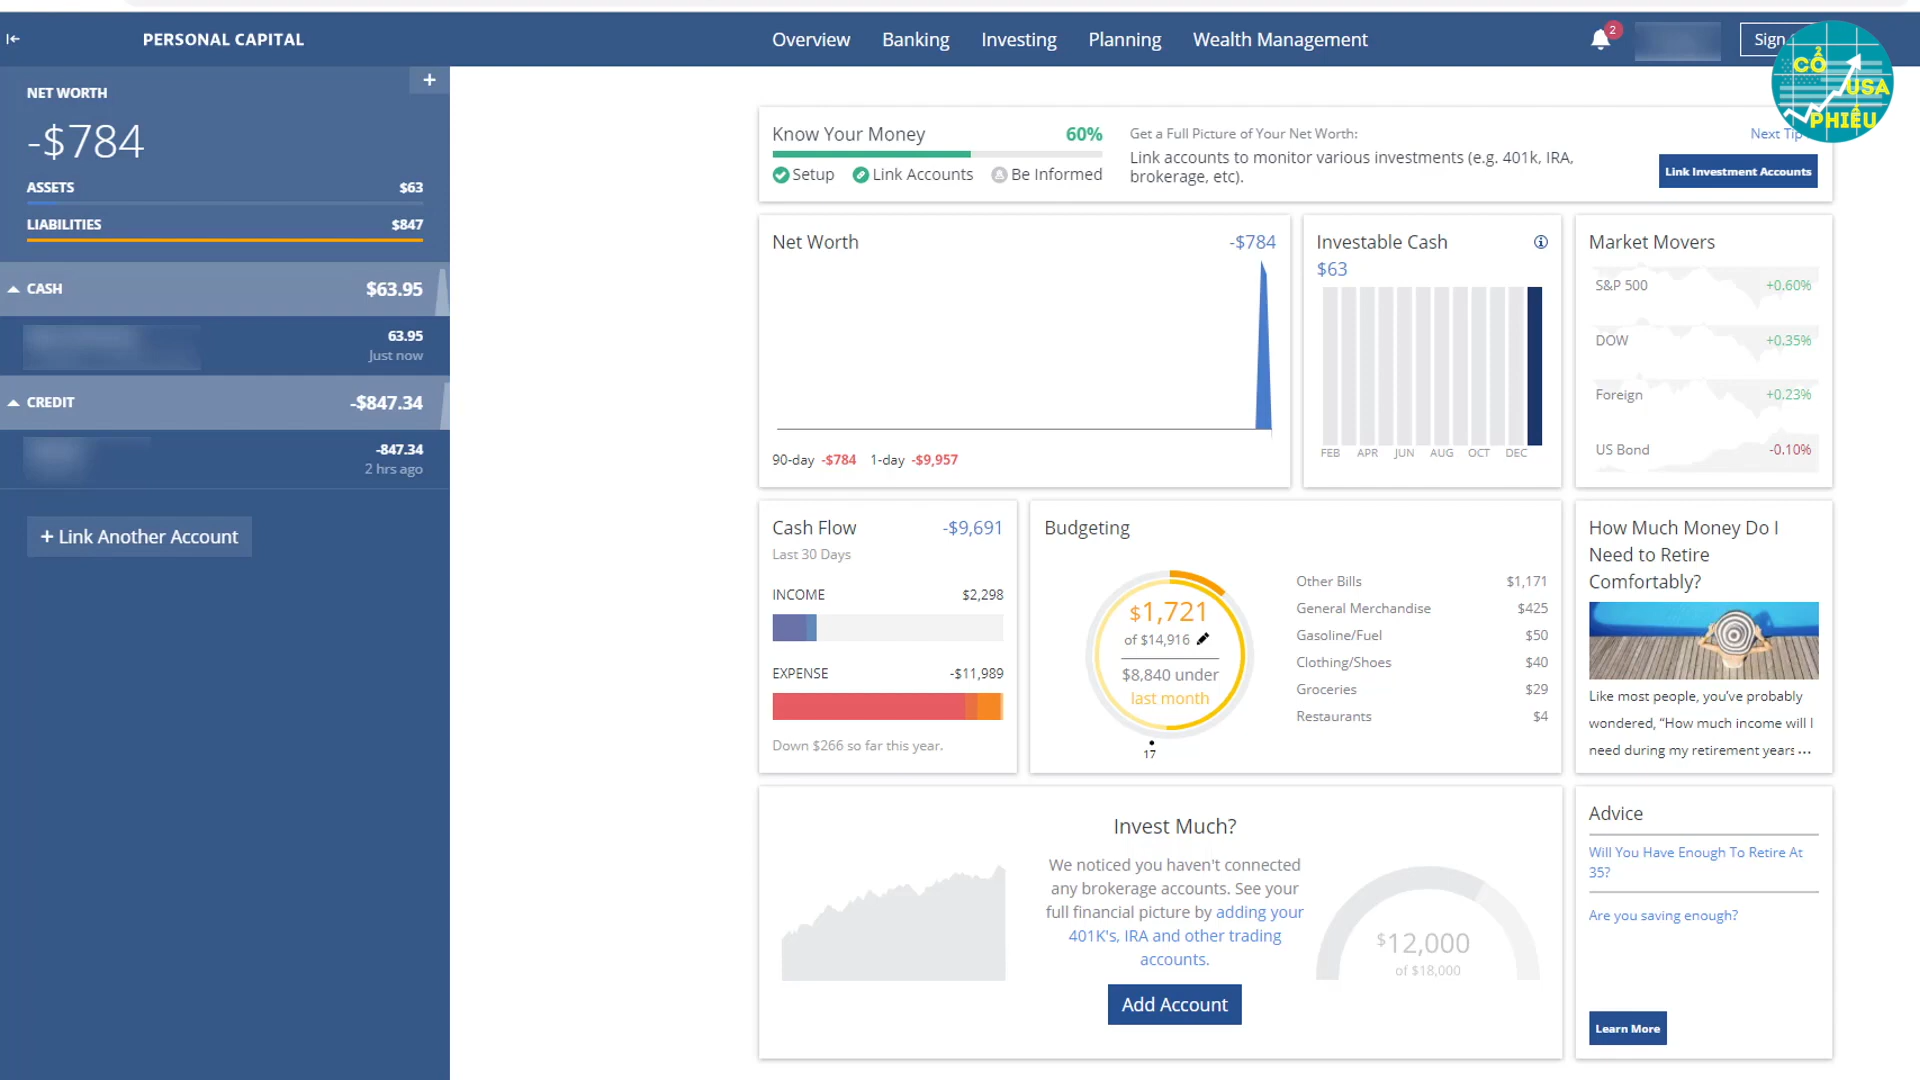 PERSONAL CAPITAL
Overview
Banking
Investing
Planning
Wealth Management
2
Sign
CỔ
USA
PHIẾU
NET WORTH
+
-$784
ASSETS $63
LIABILITIES $847
CASH $63.95
63.95
Just now
CREDIT -$847.34
-847.34
2 hrs ago
+ Link Another Account
Know Your Money 60%
Setup Link Accounts Be Informed
Get a Full Picture of Your Net Worth:
Link accounts to monitor various investments (e.g. 401k, IRA,
brokerage, etc).
Next Tip
Link Investment Accounts
Net Worth -$784
90-day -$784 1-day -$9,957
Investable Cash
$63
FEB APR JUN AUG OCT DEC
Market Movers
S&P 500 +0.60%
DOW +0.35%
Foreign +0.23%
US Bond -0.10%
Cash Flow -$9,691
Last 30 Days
INCOME $2,298
EXPENSE -$11,989
Down $266 so far this year.
Budgeting
$1,721
of $14,916
$8,840 under
last month
17
Other Bills $1,171
General Merchandise $425
Gasoline/Fuel $50
Clothing/Shoes $40
Groceries $29
Restaurants $4
How Much Money Do I
Need to Retire
Comfortably?
Like most people, you've probably
wondered, “How much income will I
need during my retirement years ...
Invest Much?
We noticed you haven't connected
any brokerage accounts. See your
full financial picture by adding your
401K's, IRA and other trading
accounts.
Add Account
$12,000
of $18,000
Advice
Will You Have Enough To Retire At
35?
Are you saving enough?
Learn More